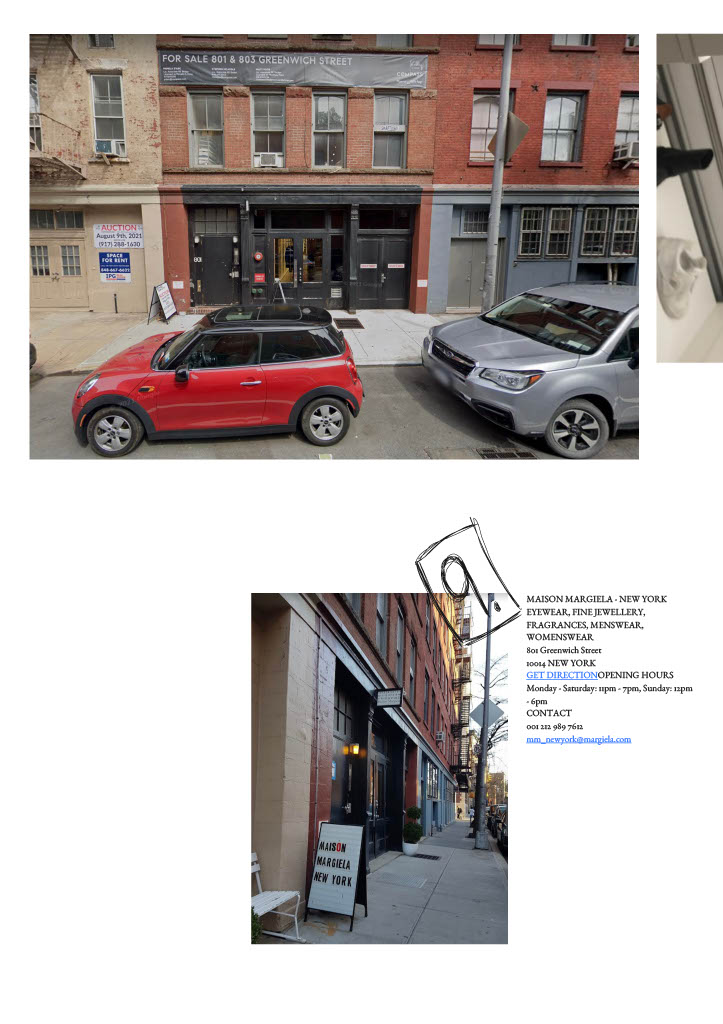 FOR SALE 801 & 803 GREENWICH STREET
COMPASS
AUCTION
August 9th, 2021
(917) 288-1630
SPACE
FOR RENT
9.
MAISON
MARGIELA
NEW YORK
MAISON MARGIELA - NEW YORK
EYEWEAR, FINE JEWELLERY,
FRAGRANCES, MENSWEAR,
WOMENSWEAR
801 Greenwich Street
10014 NEW YORK
GET DIRECTIONOPENING HOURS
Monday - Saturday: 11pm - 7pm, Sunday: 12pm
- 6pm
CONTACT
001 212 989 7612
mm_newyork@margiela.com